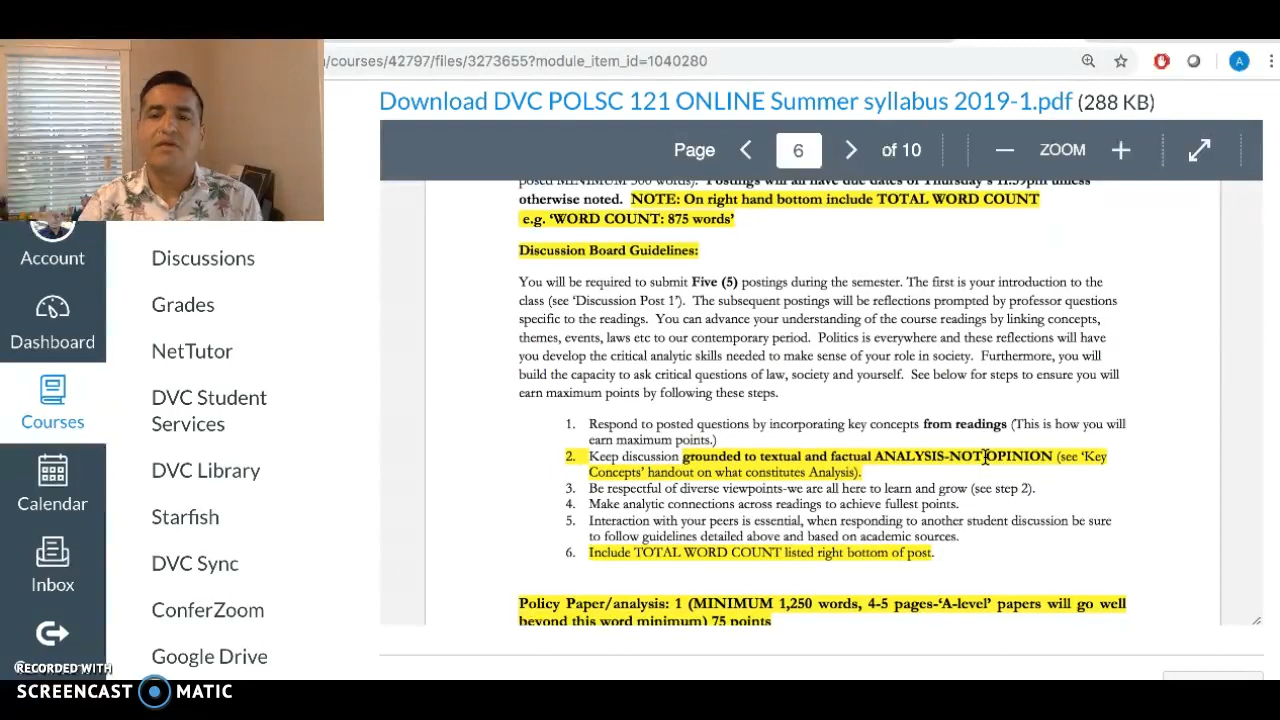 /courses/42797/files/3273655?module_item_id=1040280
A
Download DVC POLSC 121 ONLINE Summer syllabus 2019-1.pdf (288 KB)
Page 6 of 10 ZOOM
posted MINIMUM 500 words). Postings will all have due dates of Thursday's 11:59pm unless
otherwise noted. NOTE: On right hand bottom include TOTAL WORD COUNT
e.g. 'WORD COUNT: 875 words'
Discussion Board Guidelines:
You will be required to submit Five (5) postings during the semester. The first is your introduction to the
class (see 'Discussion Post 1'). The subsequent postings will be reflections prompted by professor questions
specific to the readings. You can advance your understanding of the course readings by linking concepts,
themes, events, laws etc to our contemporary period. Politics is everywhere and these reflections will have
you develop the critical analytic skills needed to make sense of your role in society. Furthermore, you will
build the capacity to ask critical questions of law, society and yourself. See below for steps to ensure you will
earn maximum points by following these steps.
1. Respond to posted questions by incorporating key concepts from readings (This is how you will
earn maximum points.)
2. Keep discussion grounded to textual and factual ANALYSIS-NOT OPINION (see 'Key
Concepts' handout on what constitutes Analysis).
3. Be respectful of diverse viewpoints-we are all here to learn and grow (see step 2).
4. Make analytic connections across readings to achieve fullest points.
5. Interaction with your peers is essential, when responding to another student discussion be sure
to follow guidelines detailed above and based on academic sources.
6. Include TOTAL WORD COUNT listed right bottom of post.
Policy Paper/analysis: 1 (MINIMUM 1,250 words, 4-5 pages-'A-level' papers will go well
beyond this word minimum) 75 points
Account
Dashboard
Courses
Calendar
Inbox
Discussions
Grades
NetTutor
DVC Student
Services
DVC Library
Starfish
DVC Sync
ConferZoom
Google Drive
RECORDED WITH
SCREENCAST MATIC